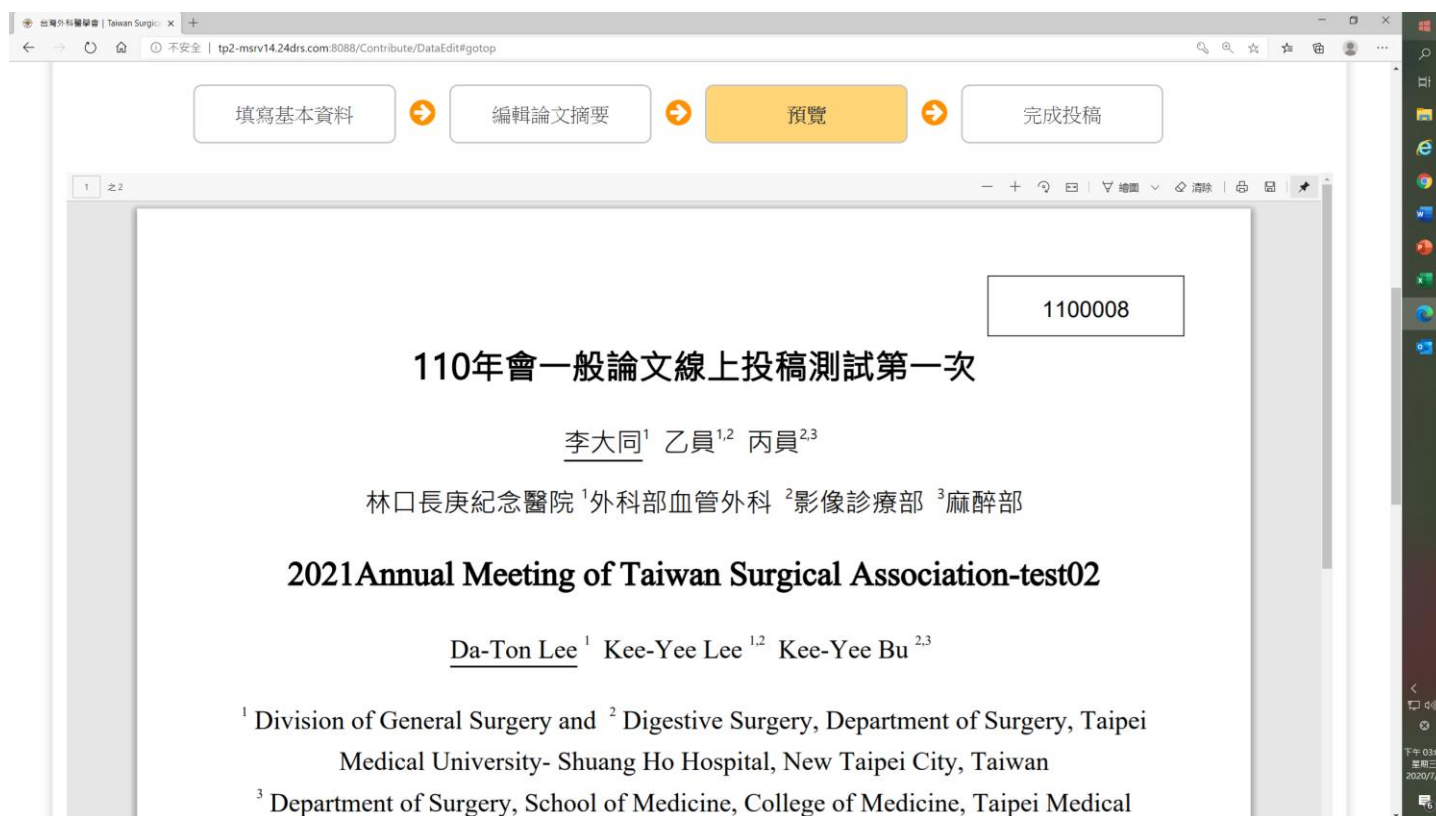 台灣外科醫學會 | Taiwan Surgic
不安全 | tp2-msrv14.24drs.com:8088/Contribute/DataEdit#gotop
填寫基本資料 編輯論文摘要 預覽 完成投稿
1 之 2 繪圖 清除
1100008
110年會一般論文線上投稿測試第一次
李大同1 乙員1,2 丙員2,3
林口長庚紀念醫院 1外科部血管外科 2影像診療部 3麻醉部
2021Annual Meeting of Taiwan Surgical Association-test02
Da-Ton Lee 1 Kee-Yee Lee 1,2 Kee-Yee Bu 2,3
1 Division of General Surgery and 2 Digestive Surgery, Department of Surgery, Taipei
Medical University- Shuang Ho Hospital, New Taipei City, Taiwan
3 Department of Surgery, School of Medicine, College of Medicine, Taipei Medical
下午 03:
星期三
2020/7/